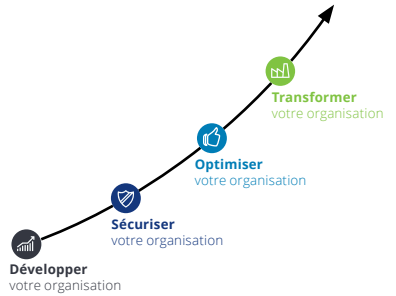 Transformer
votre organisation
Optimiser
votre organisation
Sécuriser
votre organisation
Développer
votre organisation